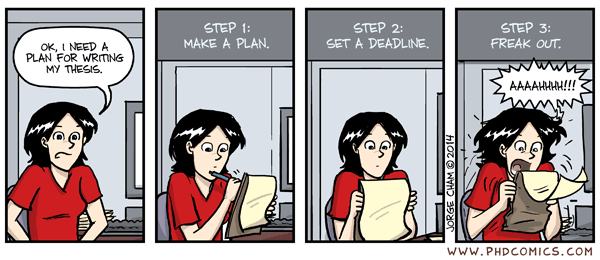 OK, I NEED A
PLAN FOR WRITING
MY THESIS.
STEP 1:
MAKE A PLAN.
STEP 2:
SET A DEADLINE.
STEP 3:
FREAK OUT.
AAAAHHHH!!!
JORGE CHAM © 2014
WWW.PHDCOMICS.COM